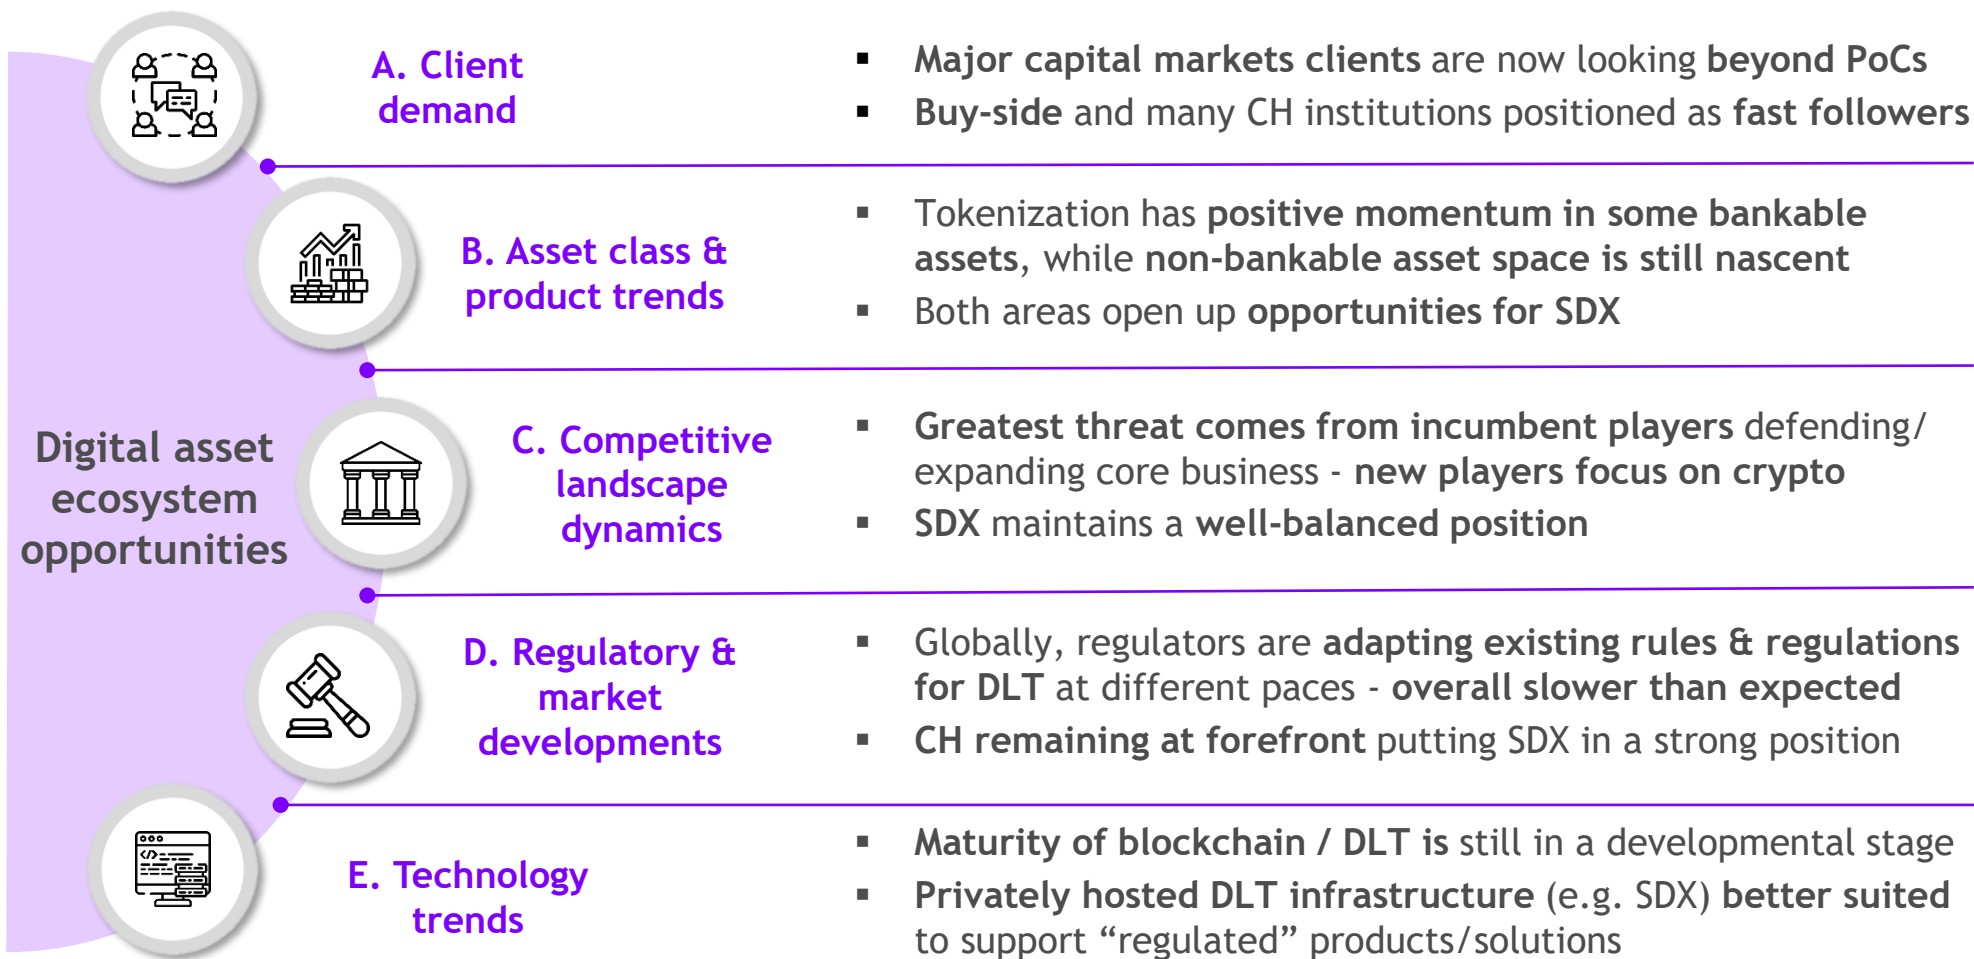 Digital asset
ecosystem
opportunities
A. Client
demand
▪ Major capital markets clients are now looking beyond PoCs
▪ Buy-side and many CH institutions positioned as fast followers
B. Asset class &
product trends
▪ Tokenization has positive momentum in some bankable
assets, while non-bankable asset space is still nascent
▪ Both areas open up opportunities for SDX
C. Competitive
landscape
dynamics
▪ Greatest threat comes from incumbent players defending/
expanding core business - new players focus on crypto
▪ SDX maintains a well-balanced position
D. Regulatory &
market
developments
▪ Globally, regulators are adapting existing rules & regulations
for DLT at different paces - overall slower than expected
▪ CH remaining at forefront putting SDX in a strong position
E. Technology
trends
▪ Maturity of blockchain / DLT is still in a developmental stage
▪ Privately hosted DLT infrastructure (e.g. SDX) better suited
to support “regulated” products/solutions